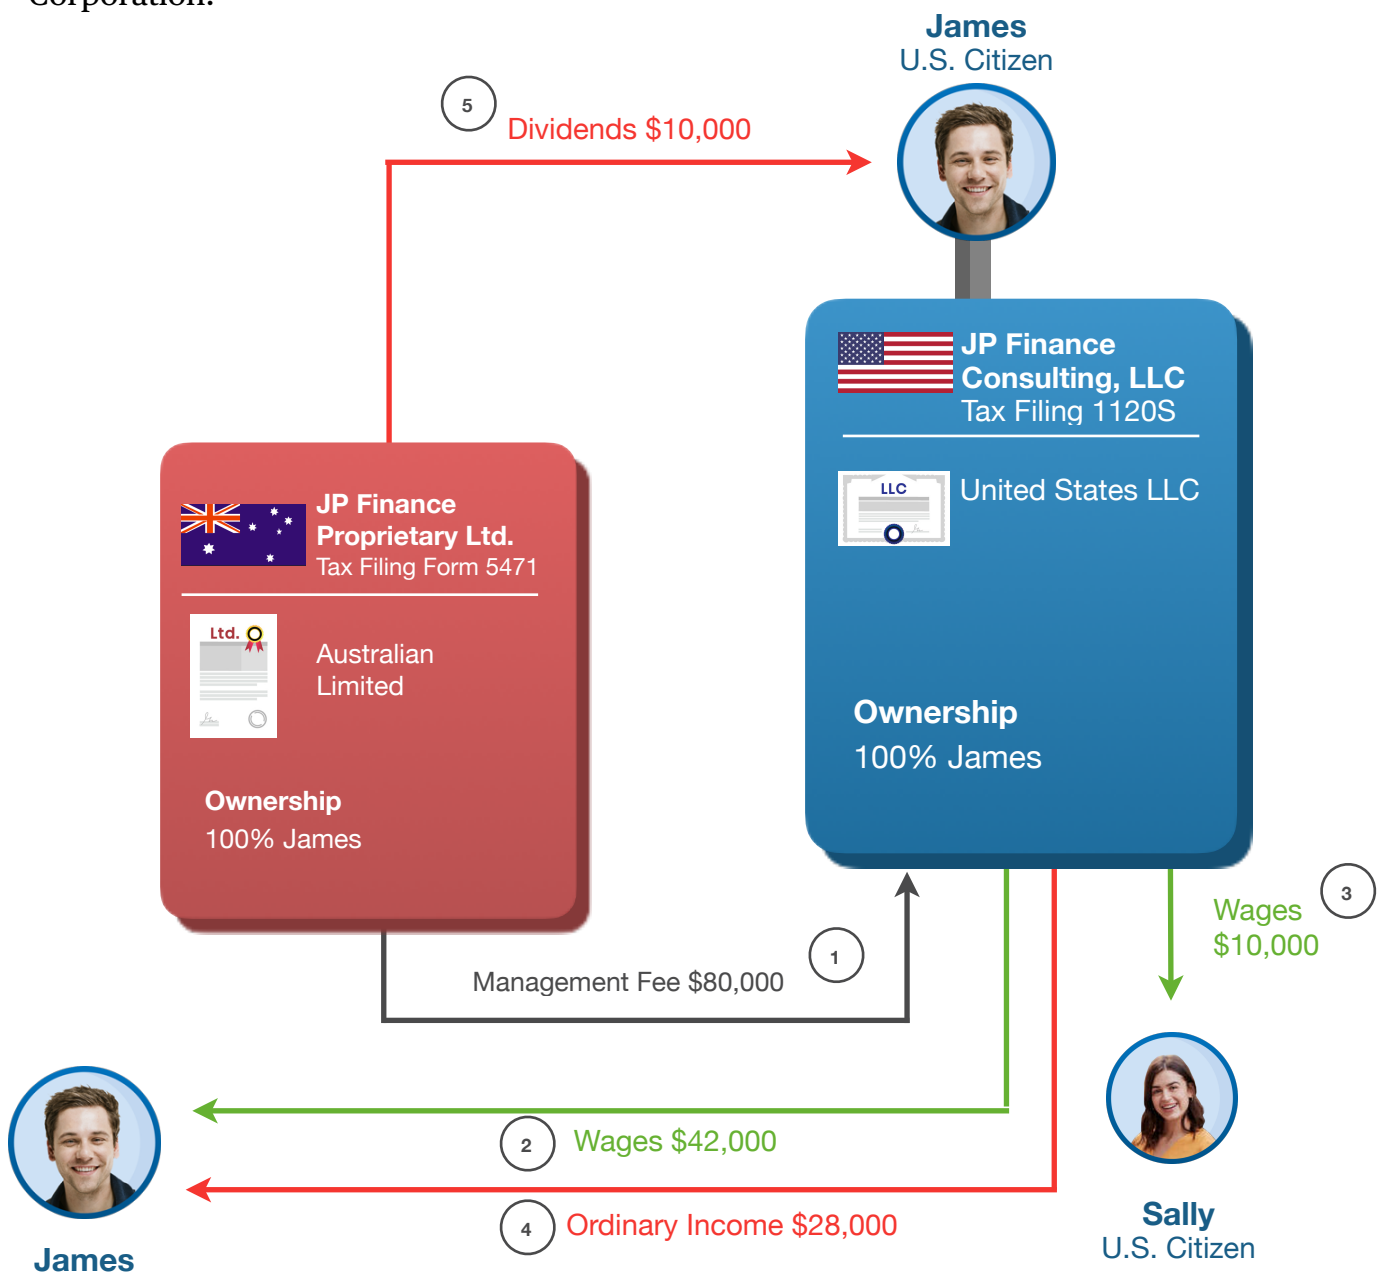 Corporation.
James
U.S. Citizen
5
Dividends $10,000
JP Finance
Consulting, LLC
Tax Filing 1120S
LLC
United States LLC
Ownership
100% James
JP Finance
Proprietary Ltd.
Tax Filing Form 5471
Ltd.
Australian
Limited
Ownership
100% James
1
Management Fee $80,000
3
Wages
$10,000
2
Wages $42,000
4
Ordinary Income $28,000
James
Sally
U.S. Citizen